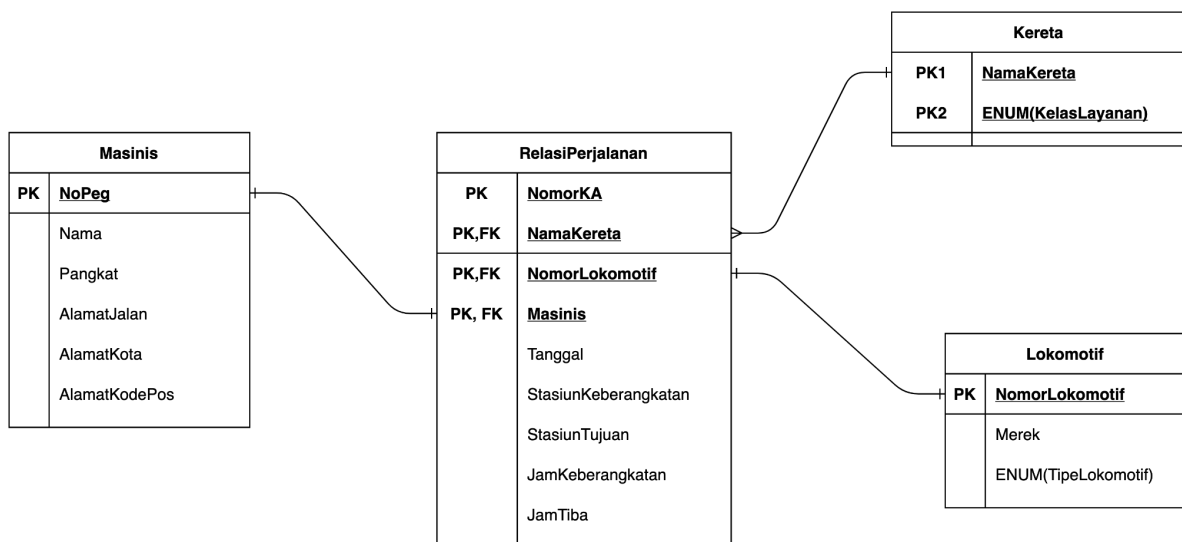 Kereta
PK1 NamaKereta
PK2 ENUM(KelasLayanan)
Masinis
PK NoPeg
Nama
Pangkat
AlamatJalan
AlamatKota
AlamatKodePos
RelasiPerjalanan
PK NomorKA
PK,FK NamaKereta
PK,FK NomorLokomotif
PK, FK Masinis
Tanggal
StasiunKeberangkatan
StasiunTujuan
JamKeberangkatan
JamTiba
Lokomotif
PK NomorLokomotif
Merek
ENUM(TipeLokomotif)